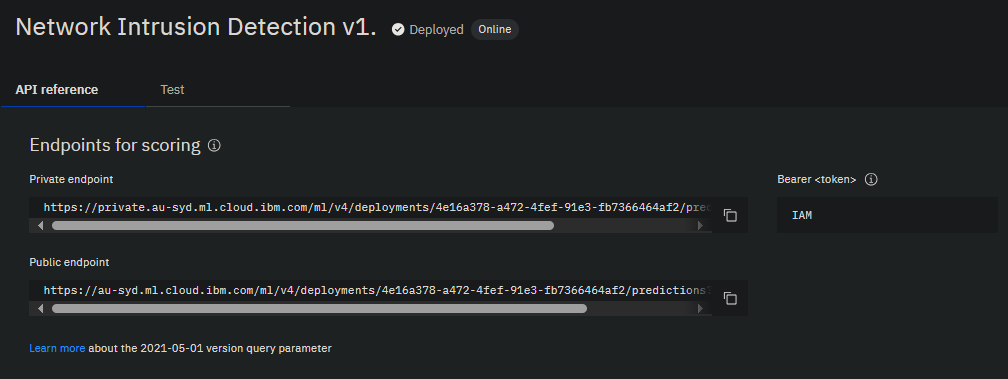 Network Intrusion Detection v1. Deployed Online
API reference Test
Endpoints for scoring
Private endpoint
https://private.au-syd.ml.cloud.ibm.com/ml/v4/deployments/4e16a378-a472-4fef-91e3-fb7366464af2/pre
Bearer <token>
IAM
Public endpoint
https://au-syd.ml.cloud.ibm.com/ml/v4/deployments/4e16a378-a472-4fef-91e3-fb7366464af2/predictions
Learn more about the 2021-05-01 version query parameter